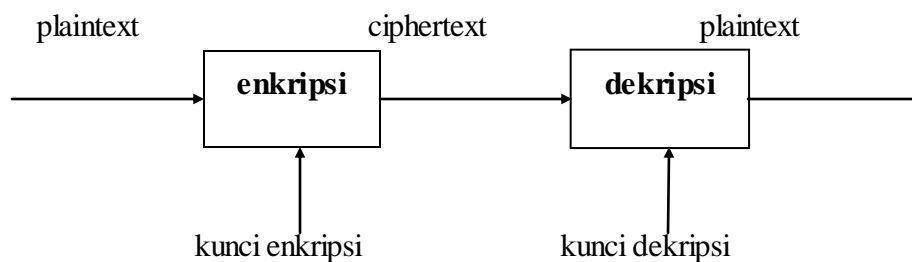 plaintext ciphertext plaintext
enkripsi dekripsi
kunci enkripsi kunci dekripsi